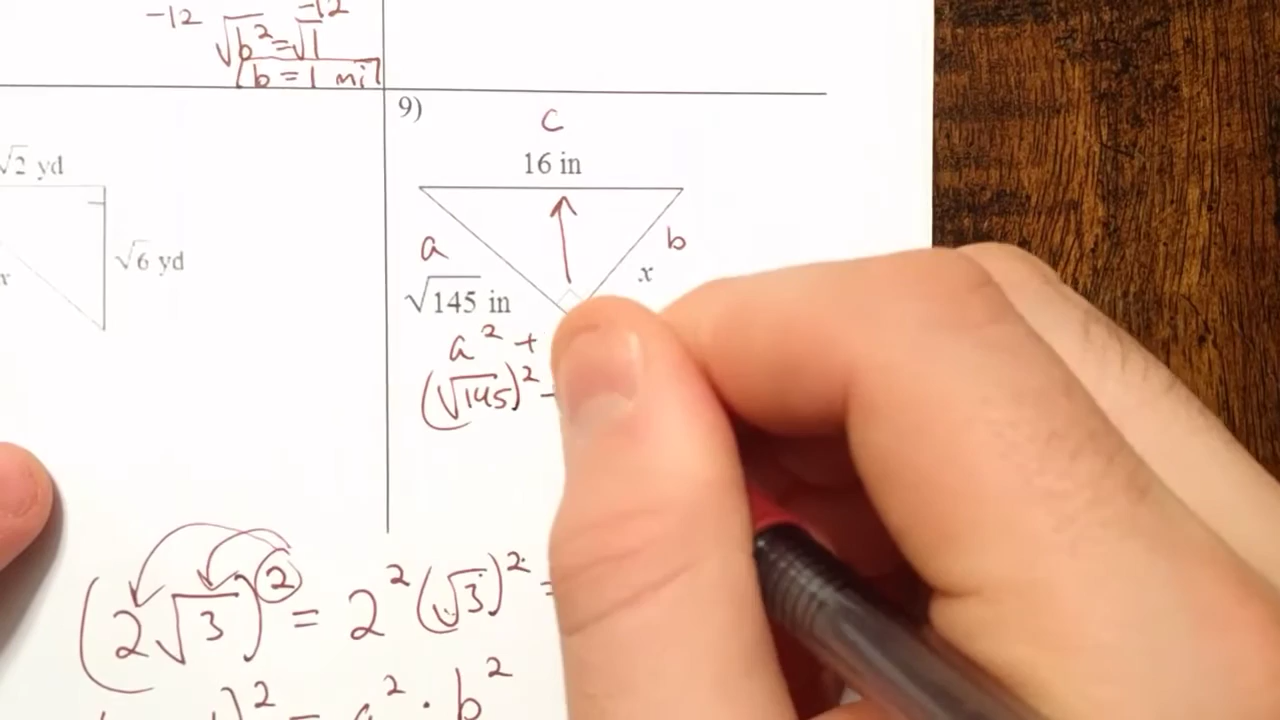 -12 -12
√b² = √1
b = 1 mi
9)
c
16 in
√2 yd
a
b
√6 yd
x
x
√145 in
a² +
(√145)²
(2√3)² = 2² (√3)² =
)² = a² · b²